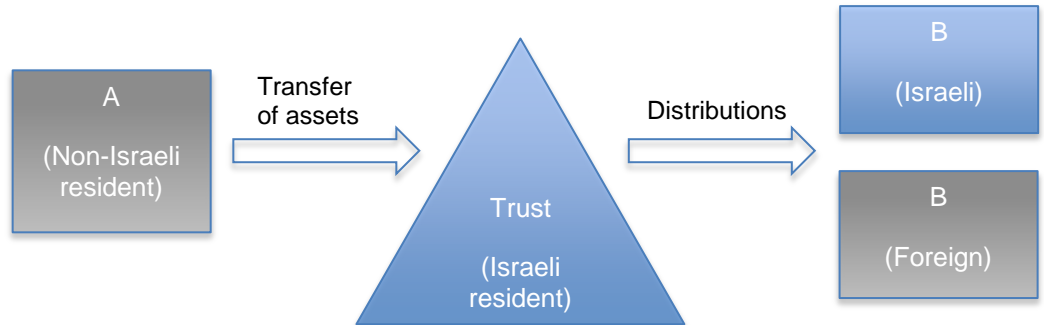 A
(Non-Israeli
resident)
Transfer
of assets
Trust
(Israeli
resident)
Distributions
B
(Israeli)
B
(Foreign)